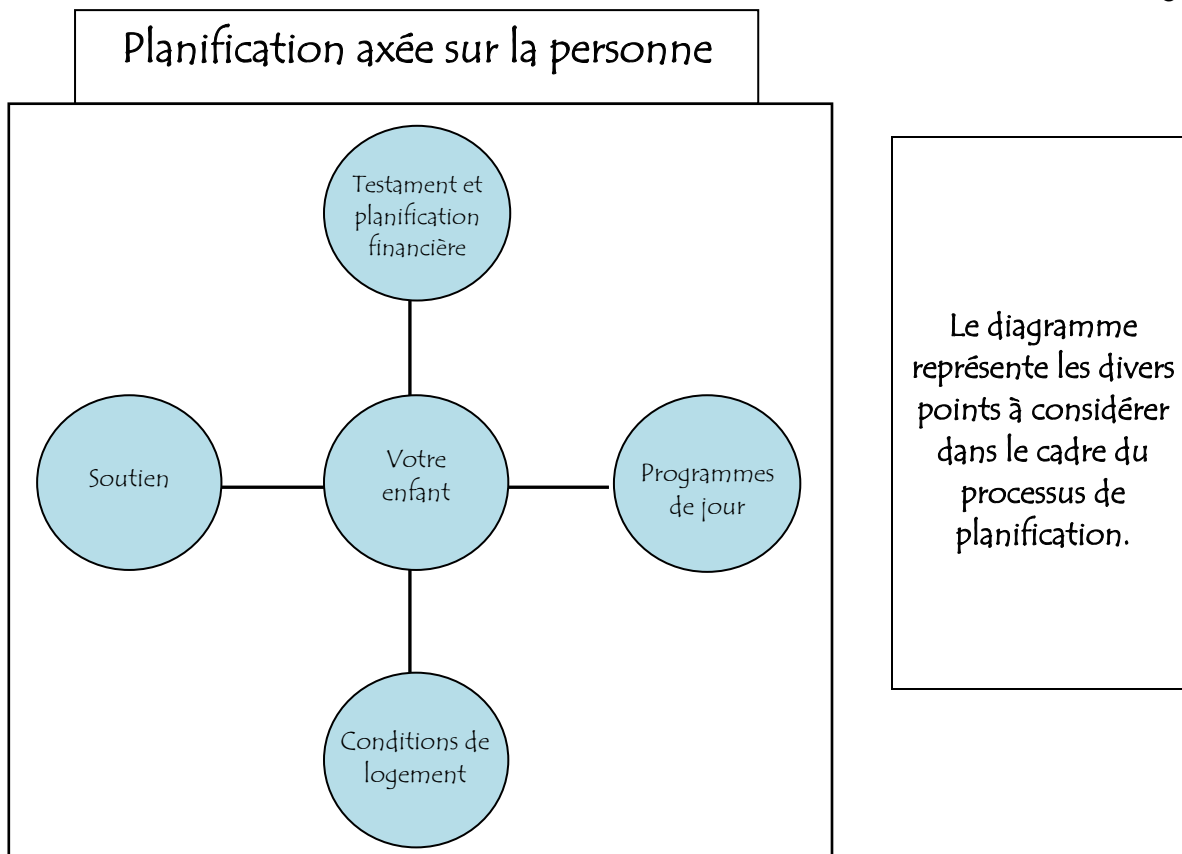 Planification axée sur la personne
Testament et
planification
financière
Soutien
Votre
enfant
Programmes
de jour
Conditions de
logement
Le diagramme
représente les divers
points à considérer
dans le cadre du
processus de
planification.